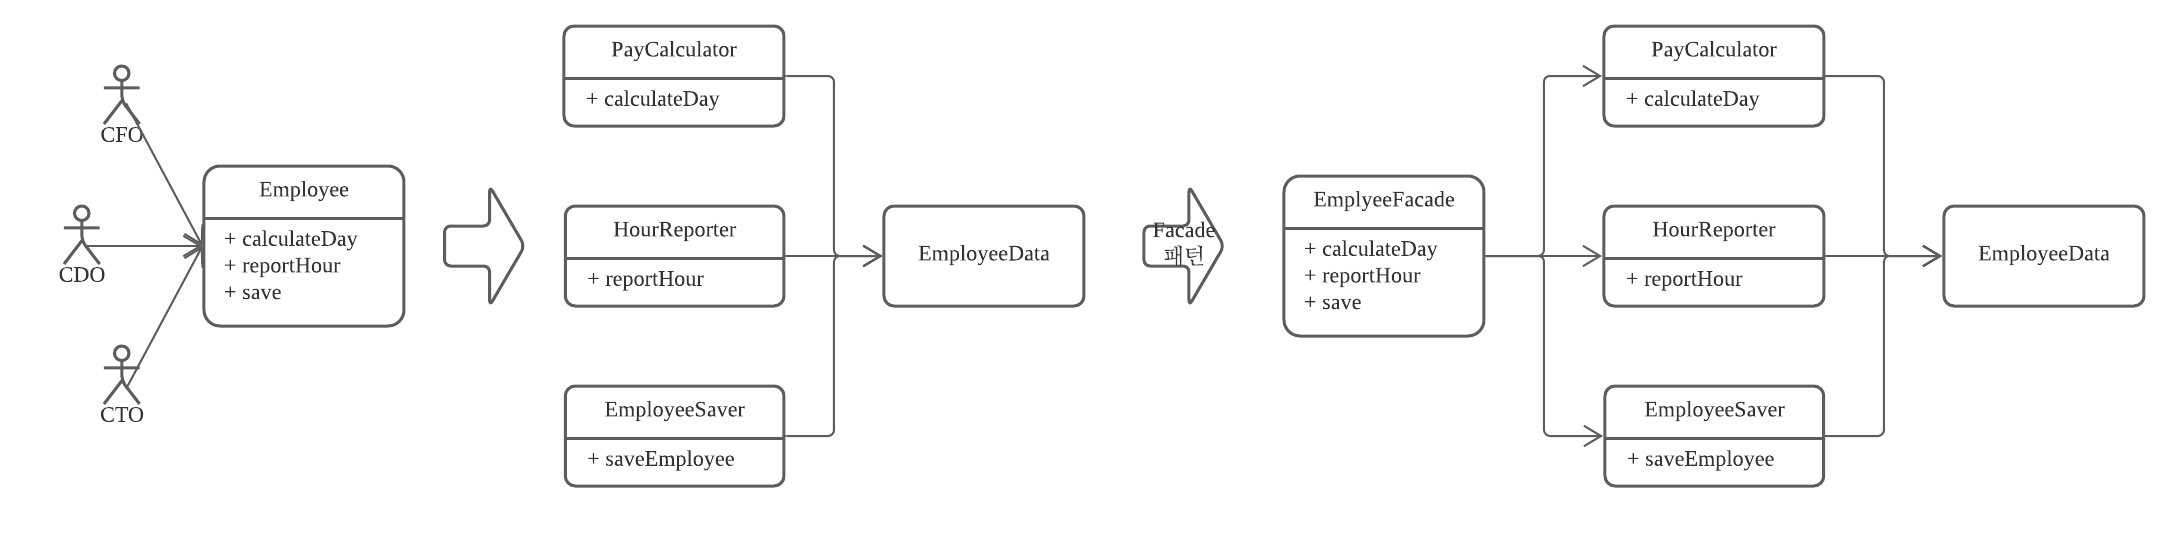 CFO
CDO
CTO
Employee
+ calculateDay
+ reportHour
+ save
PayCalculator
+ calculateDay
HourReporter
+ reportHour
EmployeeSaver
+ saveEmployee
EmployeeData
Facade
패턴
EmplyeeFacade
+ calculateDay
+ reportHour
+ save
PayCalculator
+ calculateDay
HourReporter
+ reportHour
EmployeeSaver
+ saveEmployee
EmployeeData